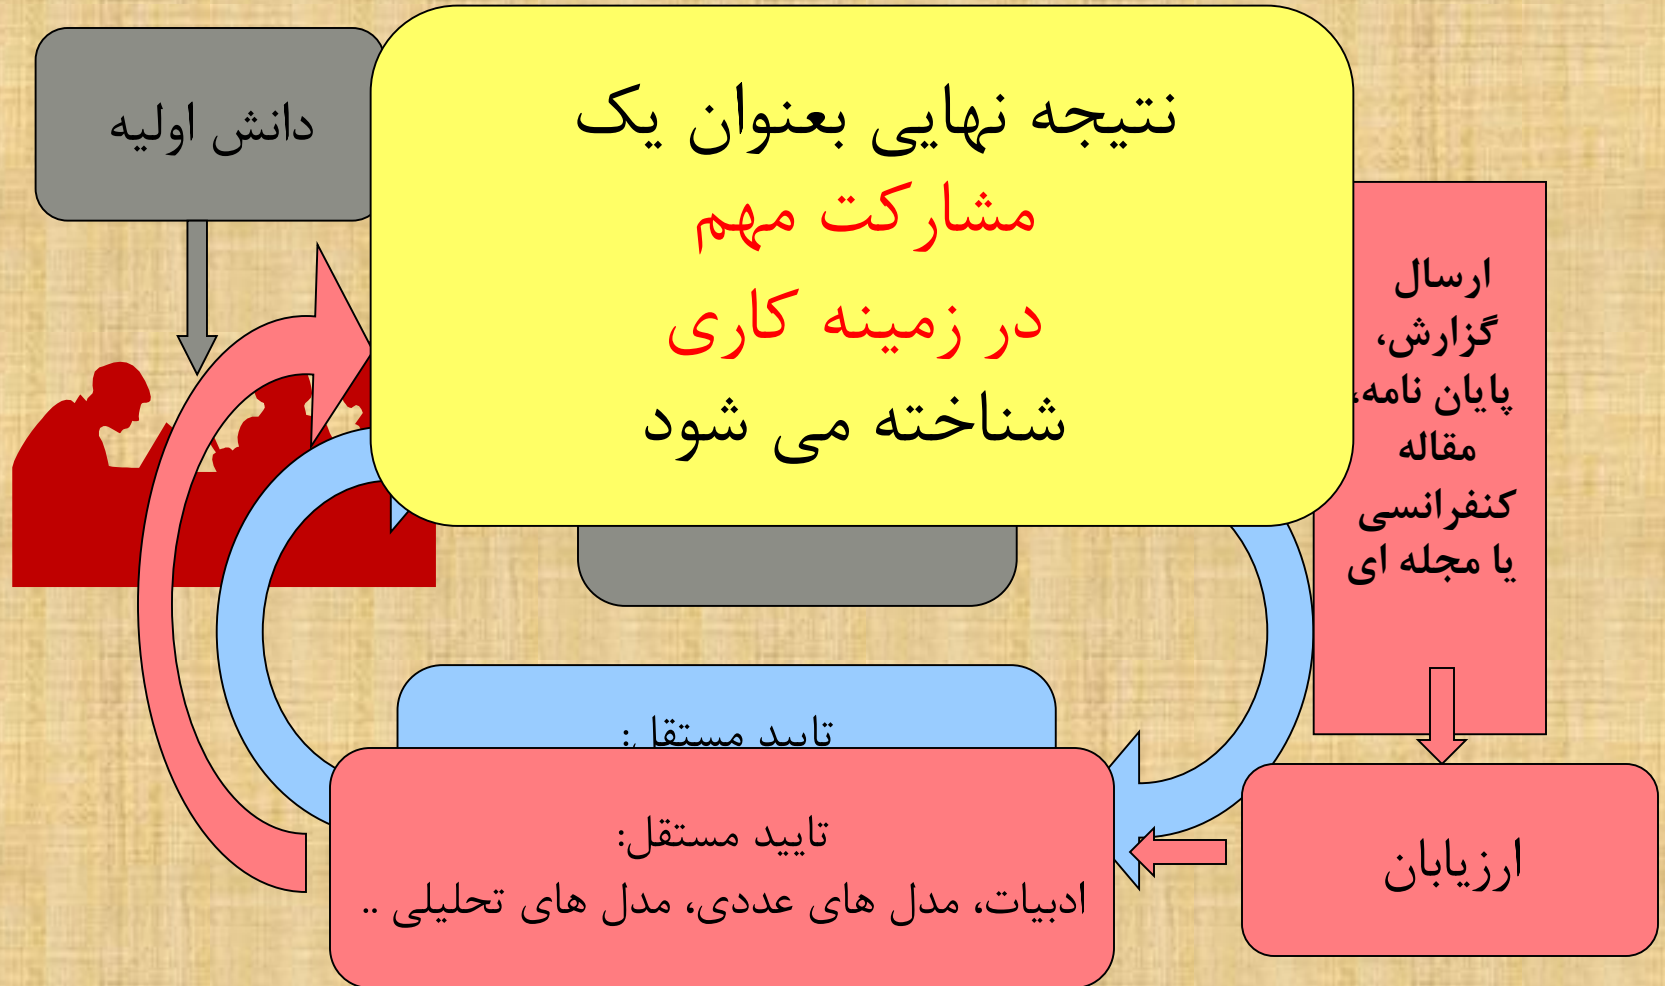 دانش اولیه
نتیجه نهایی بعنوان یک
مشارکت مهم
در زمینه کاری
شناخته می شود
ارسال
گزارش،
پایان نامه،
مقاله
کنفرانسی
یا مجله ای
تایید مستقل:
تایید مستقل:
ادبیات، مدل های عددی، مدل های تحلیلی ..
ارزیابان